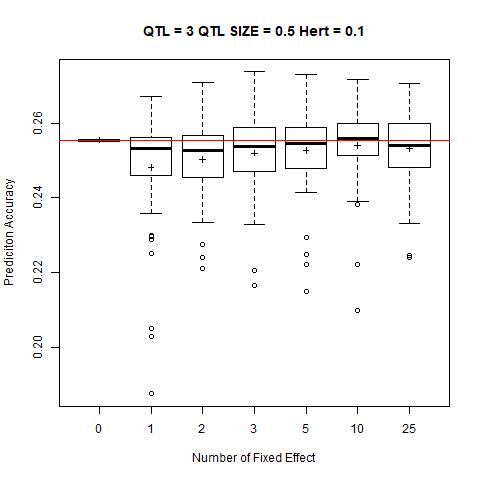 QTL = 3 QTL SIZE = 0.5 Hert = 0.1
Prediciton Accuracy
0.26
0.24
0.22
0.20
0 1 2 3 5 10 25
Number of Fixed Effect